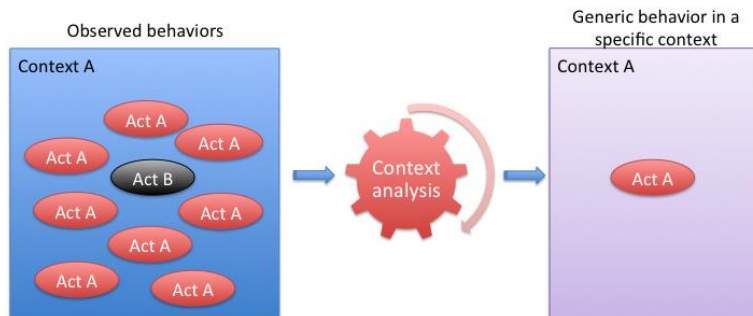 Observed behaviors
Generic behavior in a
specific context
Context A
Act A
Act A
Act A
Act B
Act A
Act A
Act A
Act A
Act A
Context
analysis
Context A
Act A